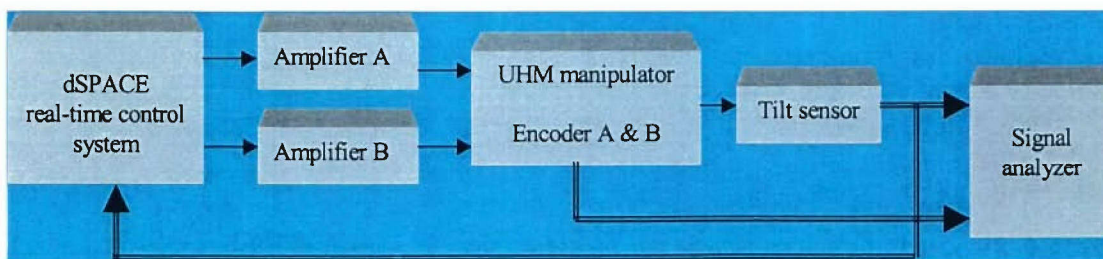 dSPACE
real-time control
system
Amplifier A
Amplifier B
UHM manipulator
Encoder A & B
Tilt sensor
Signal
analyzer